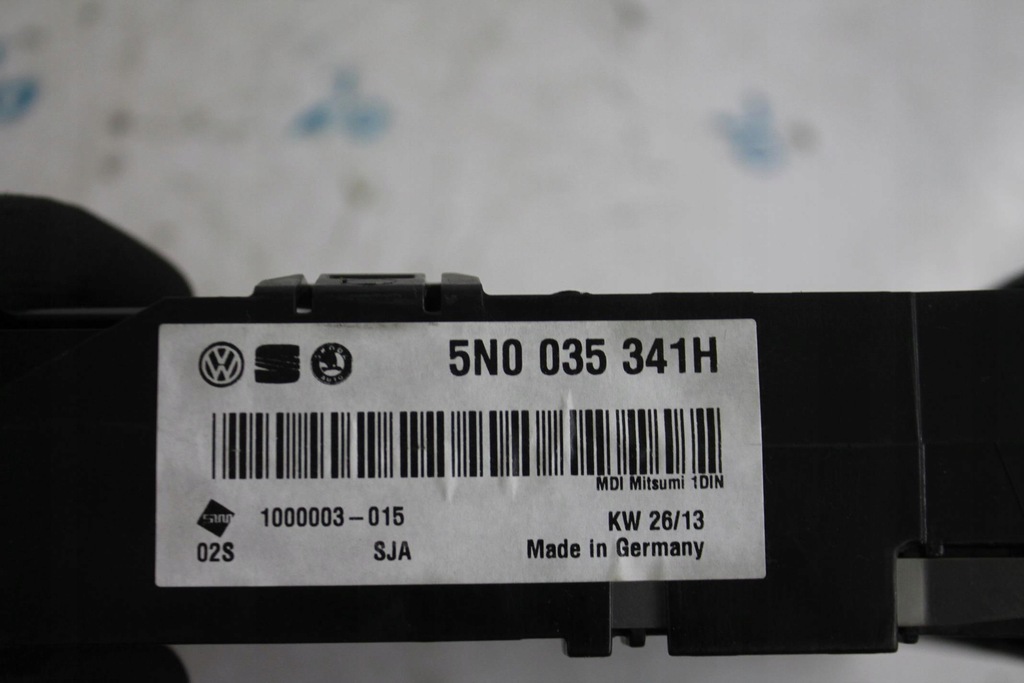 5N0 035 341H
MDI Mitsumi 1DIN
1000003-015
KW 26/13
02S
SJA
Made in Germany